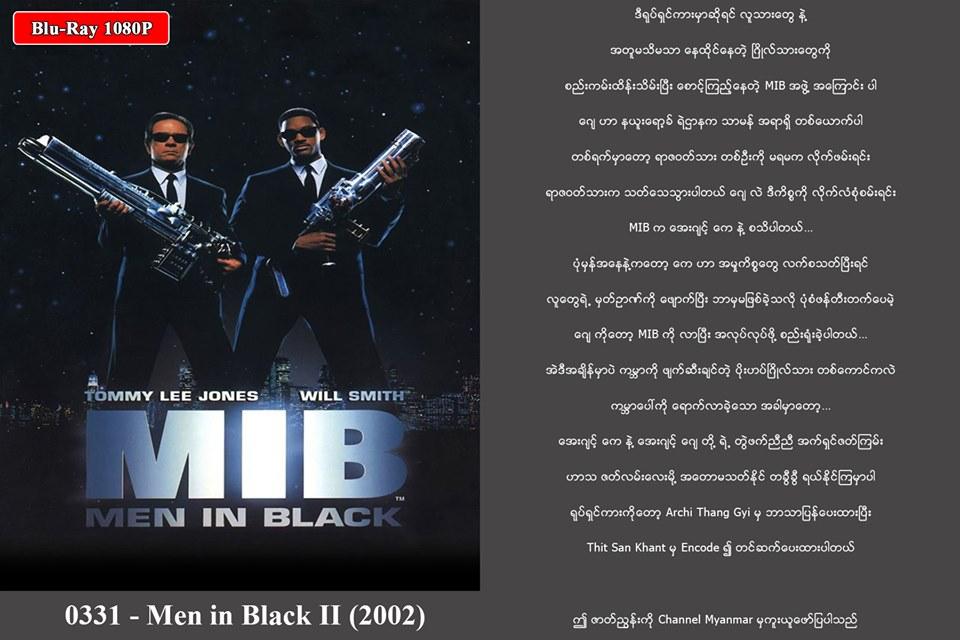 Blu-Ray 1080P
TOMMY LEE JONES WILL SMITH
MIB
TM
MEN IN BLACK
0331 - Men in Black II (2002)
ဒီရုပ်ရှင်ကားမှာဆိုရင် လူသားတွေ နဲ့
အတူမသိမသာ နေထိုင်နေတဲ့ ဂြိုလ်သားတွေကို
စည်းကမ်းထိန်းသိမ်းပြီး စောင့်ကြည့်နေတဲ့ MIB အဖွဲ့ အကြောင်း ပါ
ဂျေ ဟာ နယူးရော့ခ် ရဲဌာနက သာမန် အရာရှိ တစ်ယောက်ပါ
တစ်ရက်မှာတော့ ရာဇဝတ်သား တစ်ဦးကို မရမက လိုက်ဖမ်းရင်း
ရာဇဝတ်သားက သတ်သေသွားပါတယ် ဂျေ လဲ ဒီကိစ္စကို လိုက်လံစုံစမ်းရင်း
MIB က အေးဂျင့် ကေ နဲ့ စသိပါတယ်...
ပုံမှန်အနေနဲ့ကတော့ ကေ ဟာ အမှုကိစ္စတွေ လက်စသတ်ပြီးရင်
လူတွေရဲ့ မှတ်ဥာဏ်ကို ဖျောက်ပြီး ဘာမှမဖြစ်ခဲ့သလို ပုံစံဖန်တီးတက်ပေမဲ့
ဂျေ ကိုတော့ MIB ကို လာပြီး အလုပ်လုပ်ဖို့ စည်းရုံးခဲ့ပါတယ်...
အဲဒီအချိန်မှာပဲ ကမ္ဘာကို ဖျက်ဆီးချင်တဲ့ ပိုးဟပ်ဂြိုလ်သား တစ်ကောင်ကလဲ
ကမ္ဘာပေါ်ကို ရောက်လာခဲ့သော အခါမှာတော့...
အေးဂျင့် ကေ နဲ့ အေးဂျင့် ဂျေ တို့ ရဲ့ တွဲဖက်ညီညီ အက်ရှင်ဇတ်ကြမ်း
ဟာသ ဇတ်လမ်းလေးမို့ အတောမသတ်နိုင် တခွီခွီ ရယ်နိုင်ကြမှာပါ
ရုပ်ရှင်ကားကိုတော့ Archi Thang Gyi မှ ဘာသာပြန်ပေးထားပြီး
Thit San Khant မှ Encode ၍ တင်ဆက်ပေးထားပါတယ်
ဤ ဇာတ်ညွှန်းကို Channel Myanmar မှကူးယူဖော်ပြပါသည်